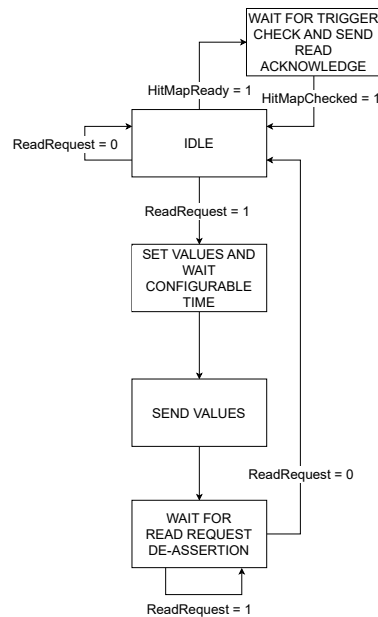 WAIT FOR TRIGGER
CHECK AND SEND
READ
ACKNOWLEDGE
HitMapReady = 1
HitMapChecked = 1
ReadRequest = 0
IDLE
ReadRequest = 1
SET VALUES AND
WAIT
CONFIGURABLE
TIME
SEND VALUES
ReadRequest = 0
WAIT FOR
READ REQUEST
DE-ASSERTION
ReadRequest = 1